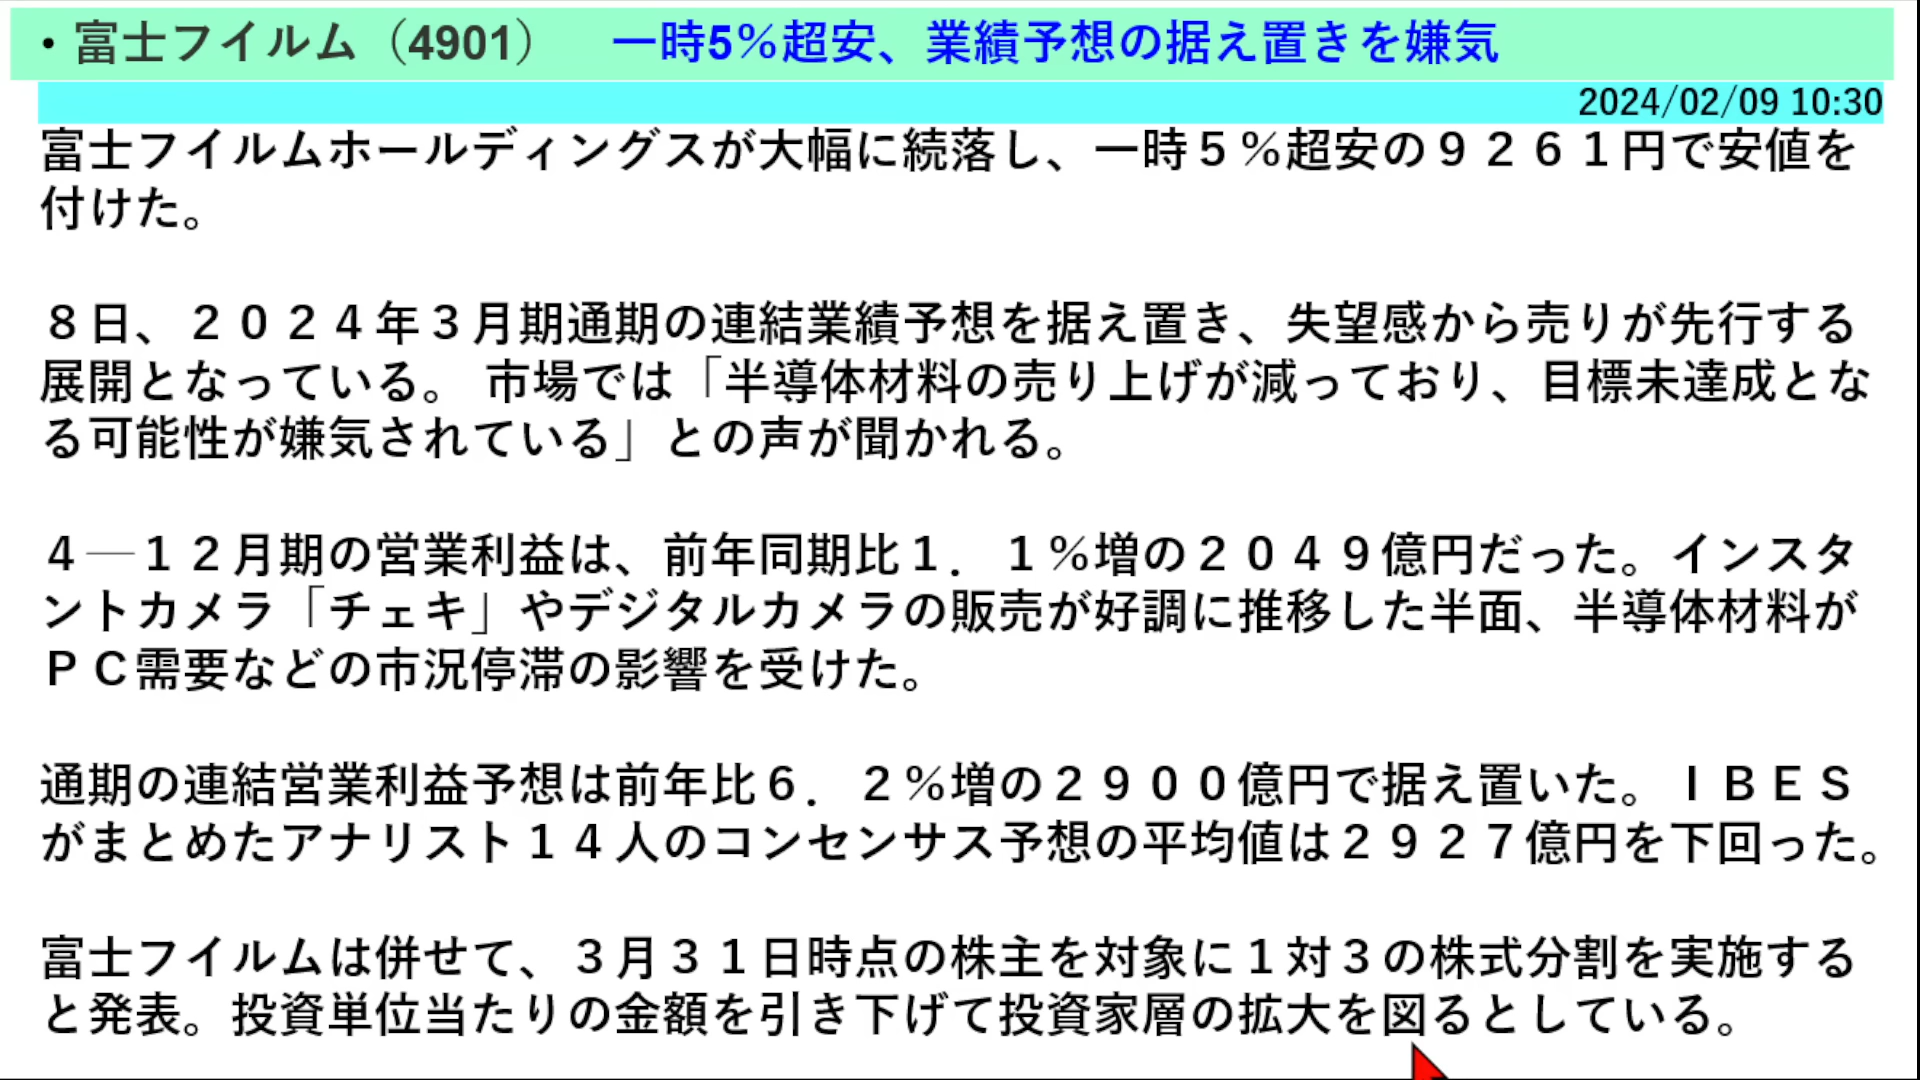 ・富士フイルム（4901）　一時5％超安、業績予想の据え置きを嫌気
2024/02/09 10:30
富士フイルムホールディングスが大幅に続落し、一時５％超安の９２６１円で安値を
付けた。
８日、２０２４年３月期通期の連結業績予想を据え置き、失望感から売りが先行する
展開となっている。 市場では「半導体材料の売り上げが減っており、目標未達成とな
る可能性が嫌気されている」との声が聞かれる。
４―１２月期の営業利益は、前年同期比１．１％増の２０４９億円だった。インスタ
ントカメラ「チェキ」やデジタルカメラの販売が好調に推移した半面、半導体材料が
ＰＣ需要などの市況停滞の影響を受けた。
通期の連結営業利益予想は前年比６．２％増の２９００億円で据え置いた。ＩＢＥＳ
がまとめたアナリスト１４人のコンセンサス予想の平均値は２９２７億円を下回った。
富士フイルムは併せて、３月３１日時点の株主を対象に１対３の株式分割を実施する
と発表。投資単位当たりの金額を引き下げて投資家層の拡大を図るとしている。